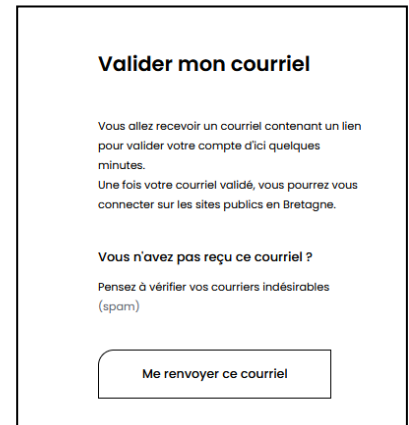 Valider mon courriel
Vous allez recevoir un courriel contenant un lien
pour valider votre compte d'ici quelques
minutes.
Une fois votre courriel validé, vous pourrez vous
connecter sur les sites publics en Bretagne.
Vous n'avez pas reçu ce courriel ?
Pensez à vérifier vos courriers indésirables
(spam)
Me renvoyer ce courriel